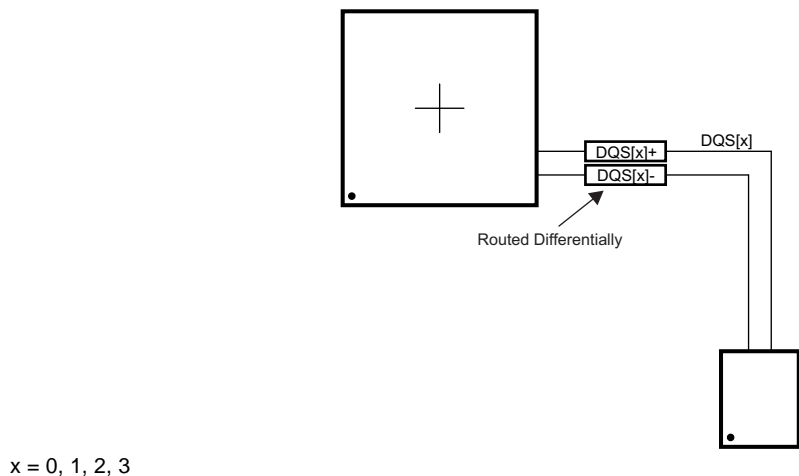 DQS[x]
DQS[x]+
DQS[x]-
Routed Differentially
x = 0, 1, 2, 3